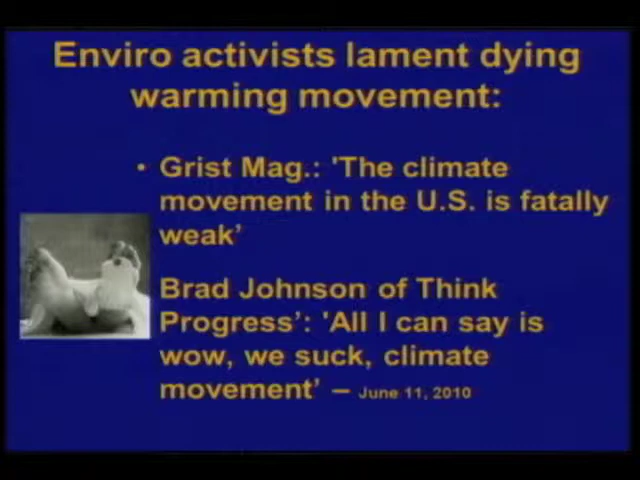 Enviro activists lament dying
warming movement:
• Grist Mag.: 'The climate
movement in the U.S. is fatally
weak’
Brad Johnson of Think
Progress’: 'All I can say is
wow, we suck, climate
movement’ – June 11, 2010